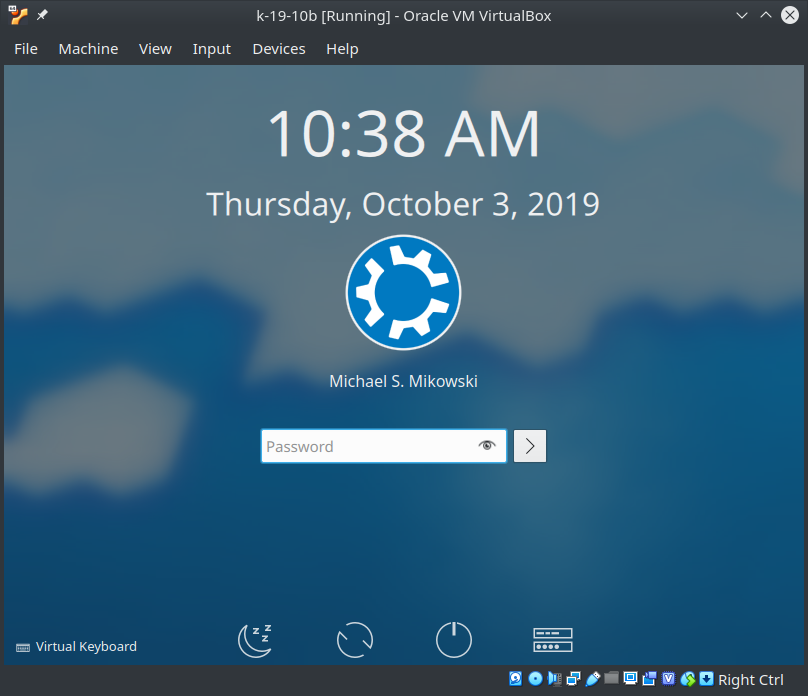 k-19-10b [Running] - Oracle VM VirtualBox
File Machine View Input Devices Help
10:38 AM
Thursday, October 3, 2019
Michael S. Mikowski
Password
z z z z
Virtual Keyboard
Right Ctrl